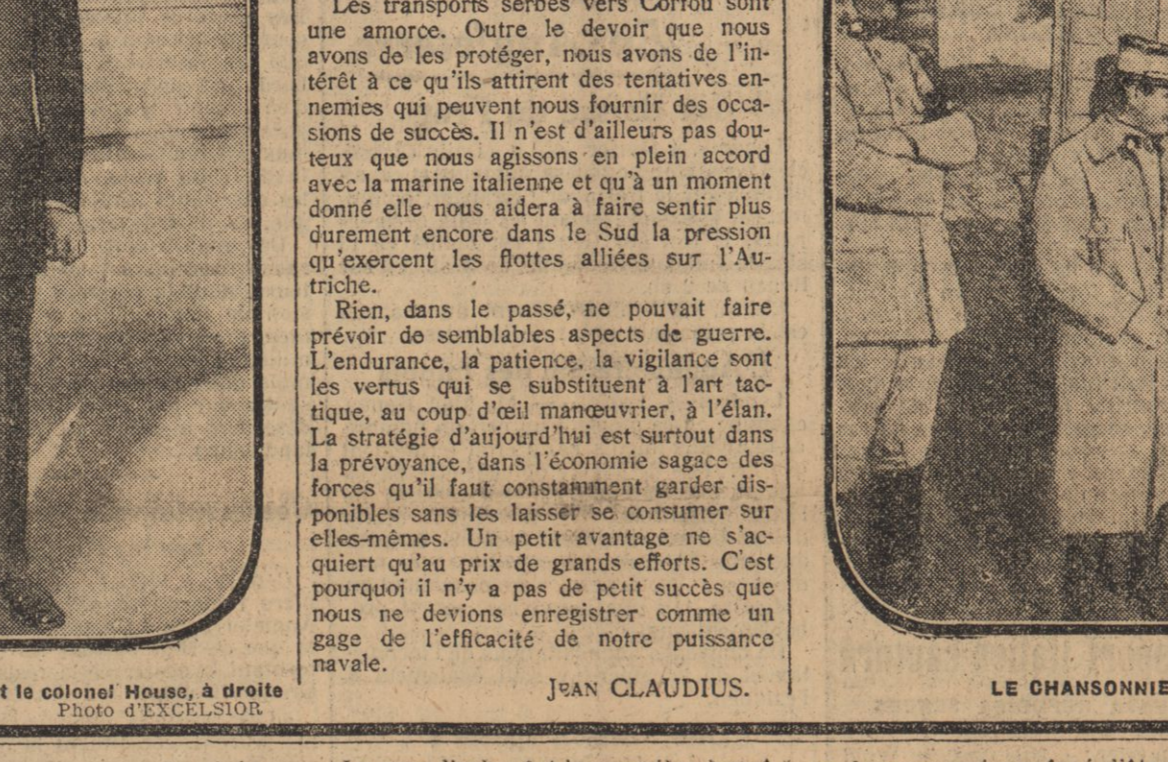 Les transports serbes vers Corfou sont
une amorce. Outre le devoir que nous
avons de les protéger, nous avons de l'in-
térêt à ce qu'ils attirent des tentatives en-
nemies qui peuvent nous fournir des occa-
sions de succès. Il n'est d'ailleurs pas dou-
teux que nous agissons en plein accord
avec la marine italienne et qu'à un moment
donné elle nous aidera à faire sentir plus
durement encore dans le Sud la pression
qu'exercent les flottes alliées sur l'Au-
triche.
Rien, dans le passé, ne pouvait faire
prévoir de semblables aspects de guerre.
L'endurance, la patience, la vigilance sont
les vertus qui se substituent à l'art tac-
tique, au coup d'œil manœuvrier, à l'élan.
La stratégie d'aujourd'hui est surtout dans
la prévoyance, dans l'économie sagace des
forces qu'il faut constamment garder dis-
ponibles sans les laisser se consumer sur
elles-mêmes. Un petit avantage ne s'ac-
quiert qu'au prix de grands efforts. C'est
pourquoi il n'y a pas de petit succès que
nous ne devions enregistrer comme un
gage de l'efficacité de notre puissance
navale.
JEAN CLAUDIUS.
t le colonel House, à droite
Photo d'EXCELSIOR
LE CHANSONNIE